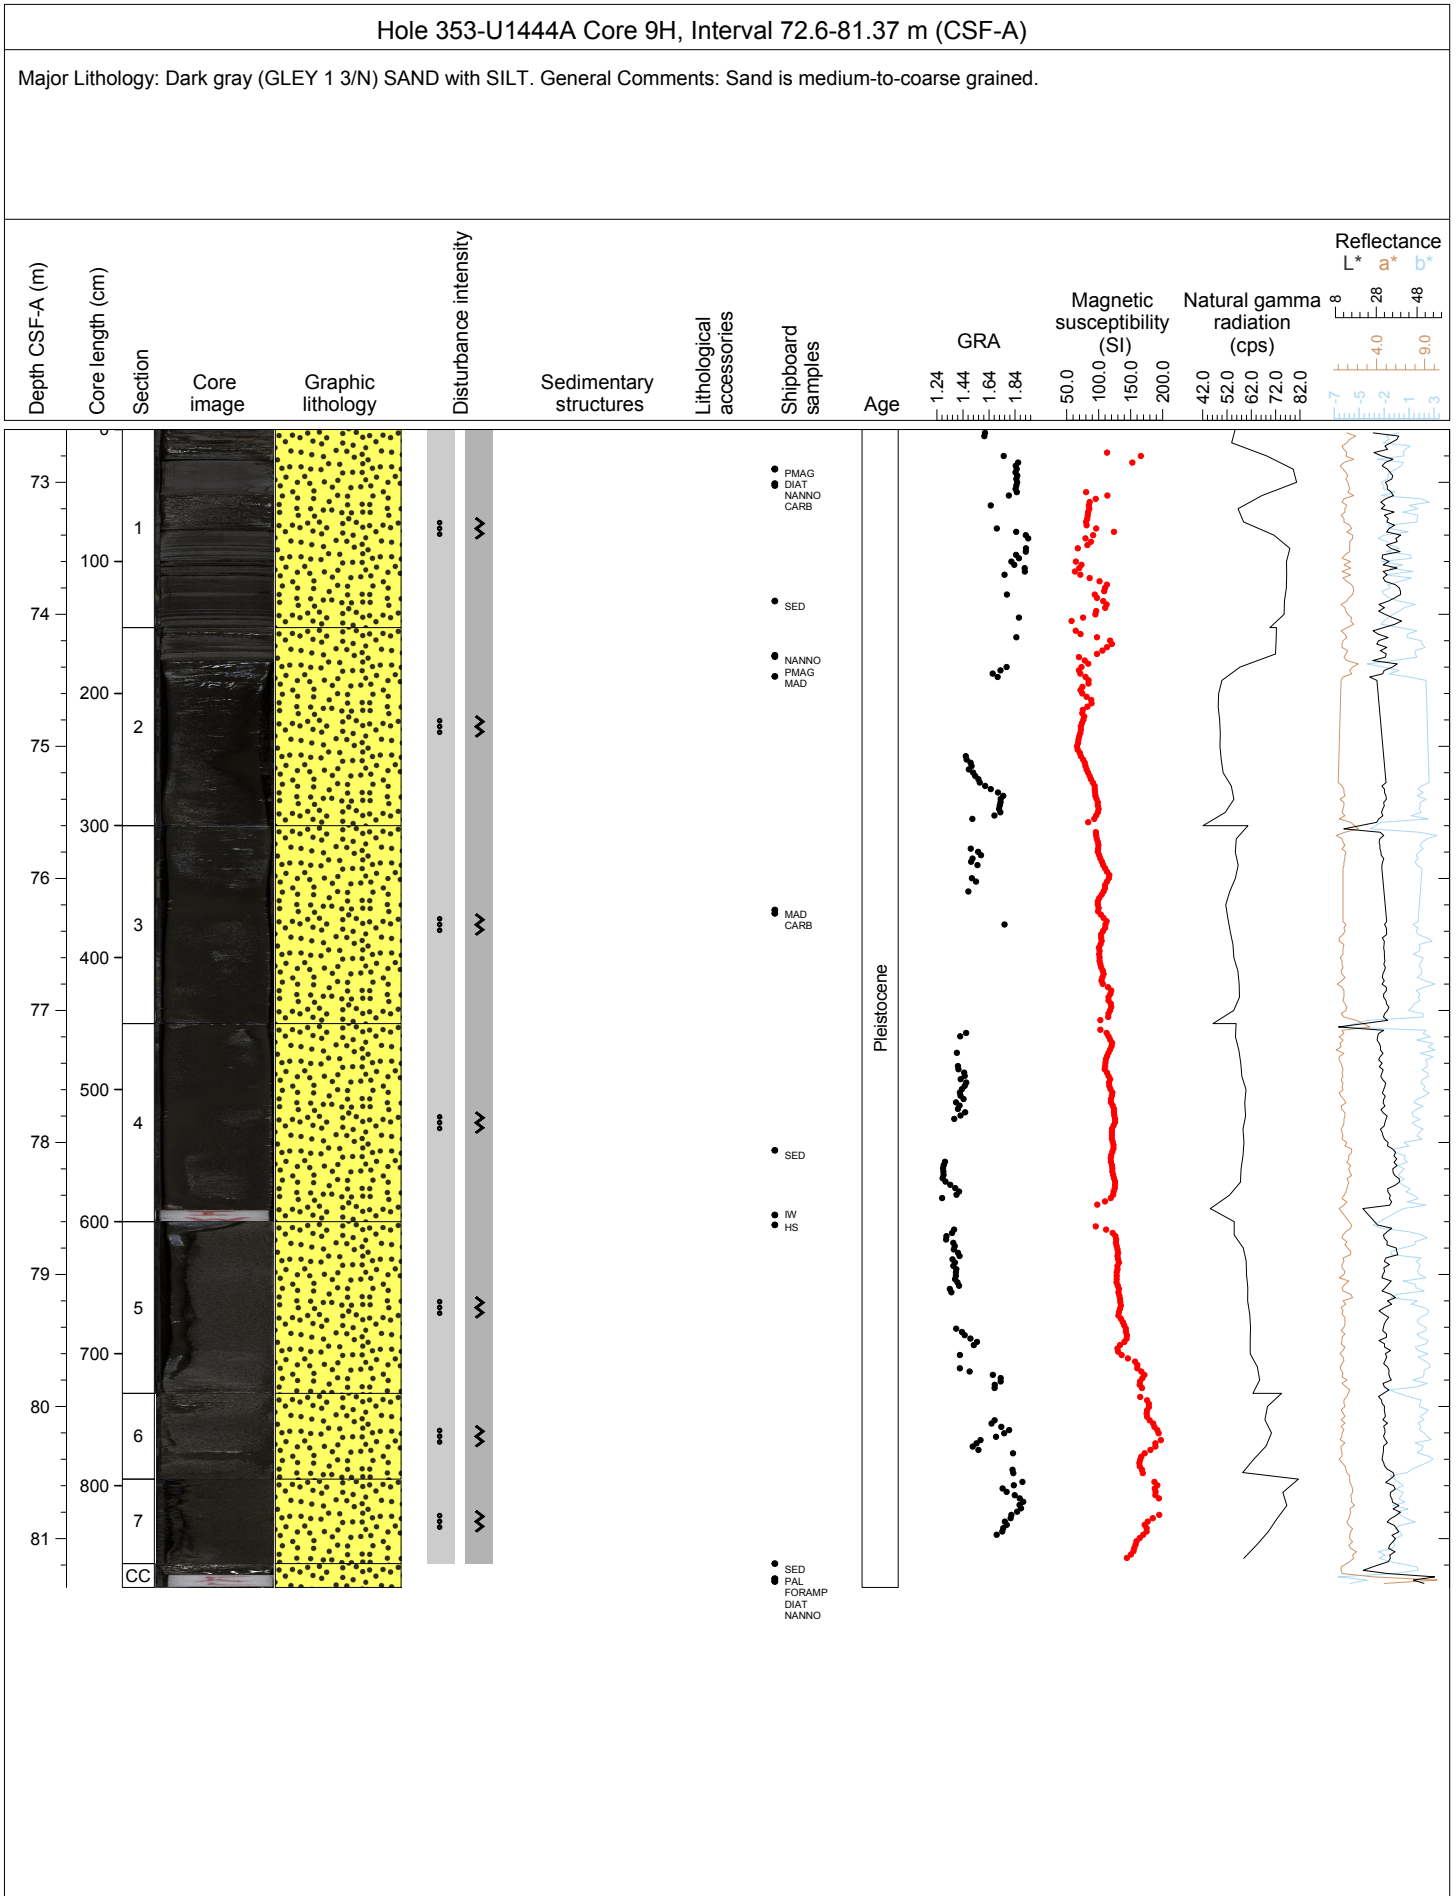 Hole 353-U1444A Core 9H, Interval 72.6-81.37 m (CSF-A)
Major Lithology: Dark gray (GLEY 1 3/N) SAND with SILT. General Comments: Sand is medium-to-coarse grained.
Depth CSF-A (m)
Core length (cm)
Section
Core
image
Graphic
lithology
Disturbance intensity
Sedimentary
structures
Lithological
accessories
Shipboard
samples
Age
GRA
1.24
1.44
1.64
1.84
Magnetic
susceptibility
(SI)
50.0
100.0
150.0
200.0
Natural gamma
radiation
(cps)
42.0
52.0
62.0
72.0
82.0
Reflectance
L* a* b*
8
28
48
4.0
9.0
-7
-5
-2
1
3
73
74
75
76
77
78
79
80
81
0
100
200
300
400
500
600
700
800
1
2
3
4
5
6
7
CC
PMAG
DIAT
NANNO
CARB
SED
NANNO
PMAG
MAD
MAD
CARB
SED
IW
HS
SED
PAL
FORAMP
DIAT
NANNO
Pleistocene